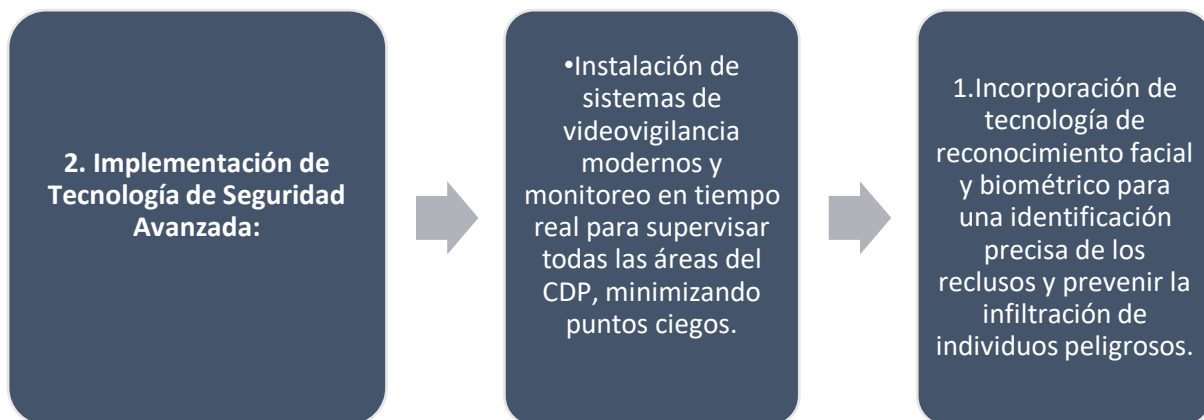 2. Implementación de
Tecnología de Seguridad
Avanzada:
•Instalación de
sistemas de
videovigilancia
modernos y
monitoreo en tiempo
real para supervisar
todas las áreas del
CDP, minimizando
puntos ciegos.
1.Incorporación de
tecnología de
reconocimiento facial
y biométrico para
una identificación
precisa de los
reclusos y prevenir la
infiltración de
individuos peligrosos.